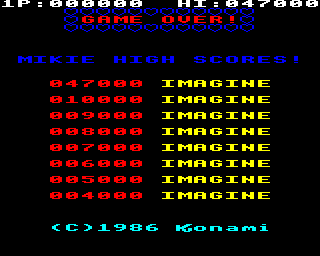 1P:000000 HI:047000
GAME OVER!
MIKIE HIGH SCORES!
047000 IMAGINE
010000 IMAGINE
009000 IMAGINE
008000 IMAGINE
007000 IMAGINE
006000 IMAGINE
005000 IMAGINE
004000 IMAGINE
(C)1986 Konami